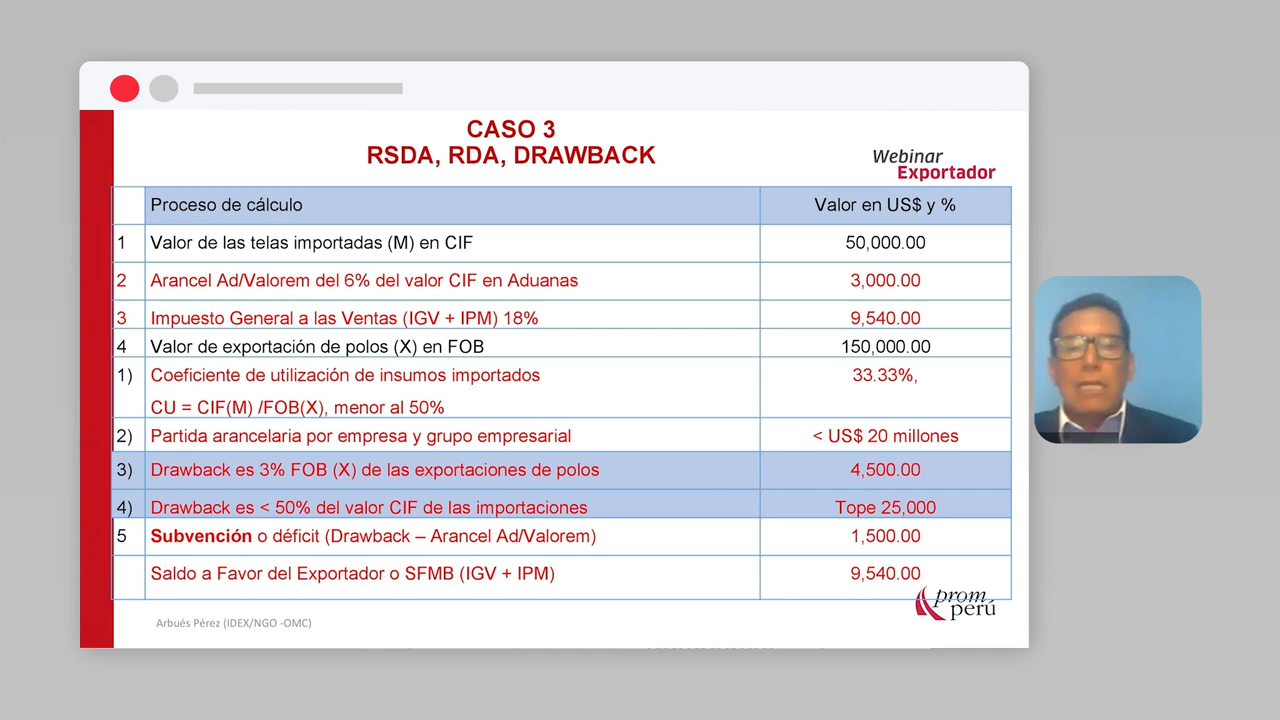 CASO 3
RSDA, RDA, DRAWBACK
Webinar
Exportador
Proceso de cálculo Valor en US$ y %
1 Valor de las telas importadas (M) en CIF 50,000.00
2 Arancel Ad/Valorem del 6% del valor CIF en Aduanas 3,000.00
3 Impuesto General a las Ventas (IGV + IPM) 18% 9,540.00
4 Valor de exportación de polos (X) en FOB 150,000.00
1) Coeficiente de utilización de insumos importados 33.33%,
CU = CIF(M) /FOB(X), menor al 50%
2) Partida arancelaria por empresa y grupo empresarial < US$ 20 millones
3) Drawback es 3% FOB (X) de las exportaciones de polos 4,500.00
4) Drawback es < 50% del valor CIF de las importaciones Tope 25,000
5 Subvención o déficit (Drawback – Arancel Ad/Valorem) 1,500.00
Saldo a Favor del Exportador o SFMB (IGV + IPM) 9,540.00
prom
perú
Arbués Pérez (IDEX/NGO -OMC)